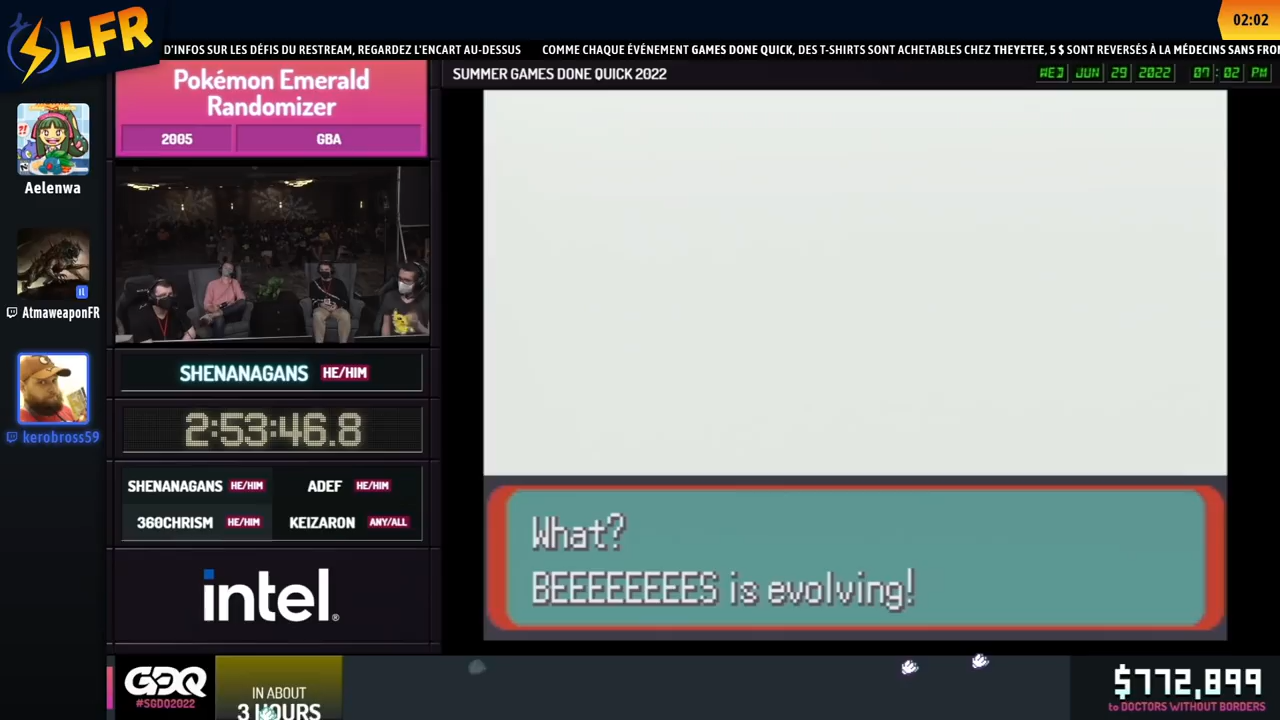 LFR
02:02
D'INFOS SUR LES DÉFIS DU RESTREAM, REGARDEZ L'ENCART AU-DESSUS COMME CHAQUE ÉVÉNEMENT GAMES DONE QUICK, DES T-SHIRTS SONT ACHETABLES CHEZ THEYETEE, 5 $ SONT REVERSÉS À LA MÉDECINS SANS FRO
Pokémon Emerald
Randomizer
2005 GBA
SUMMER GAMES DONE QUICK 2022
WED JUN 29 2022 07:02 PM
Aelenwa
AtmaweaponFR
kerobross59
SHENANAGANS HE/HIM
2:53:46.8
SHENANAGANS HE/HIM ADEF HE/HIM
360CHRISM HE/HIM KEIZARON ANY/ALL
intel.
What?
BEEEEEEEES is evolving!
GDQ
#SGDQ2022
IN ABOUT
3 HOURS
$772,899
to DOCTORS WITHOUT BORDERS